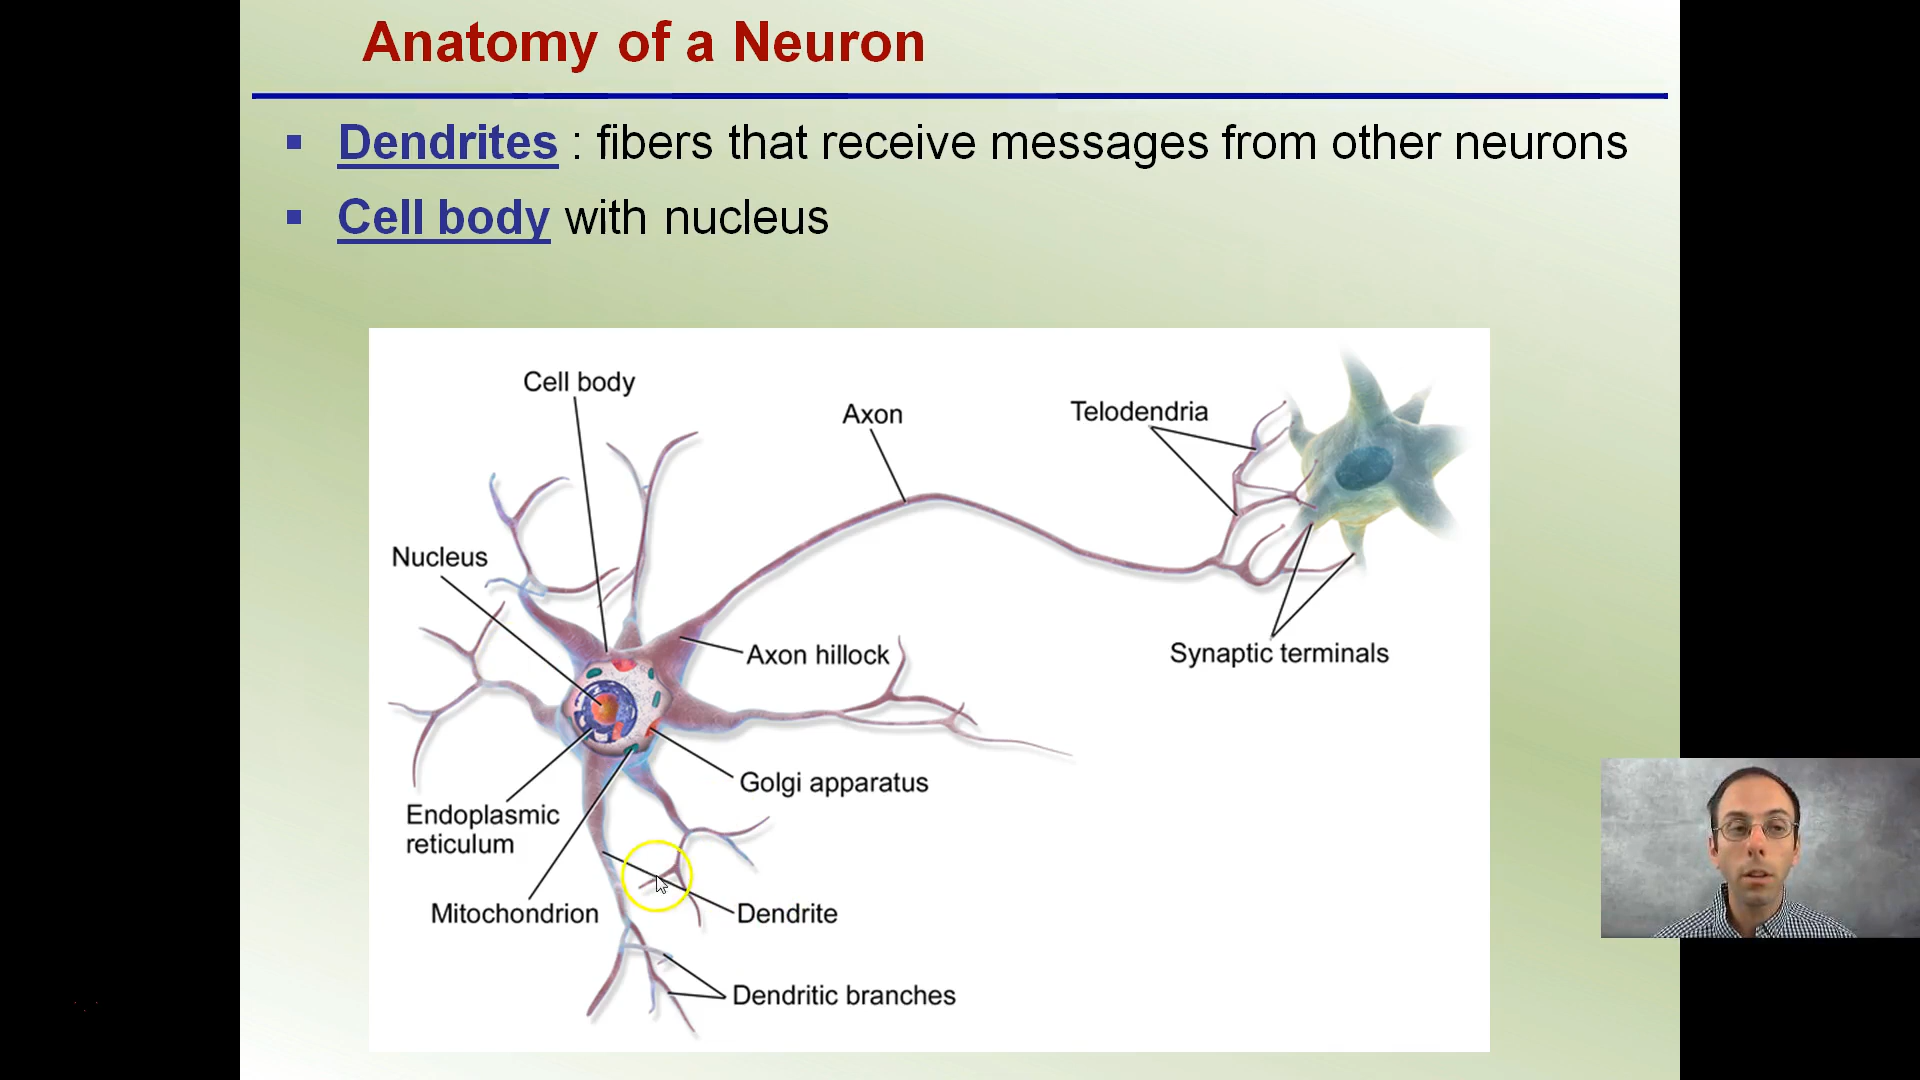 Anatomy of a Neuron
▪ Dendrites : fibers that receive messages from other neurons
▪ Cell body with nucleus
Cell body
Axon
Telodendria
Nucleus
Axon hillock
Synaptic terminals
Golgi apparatus
Endoplasmic
reticulum
Mitochondrion
Dendrite
Dendritic branches